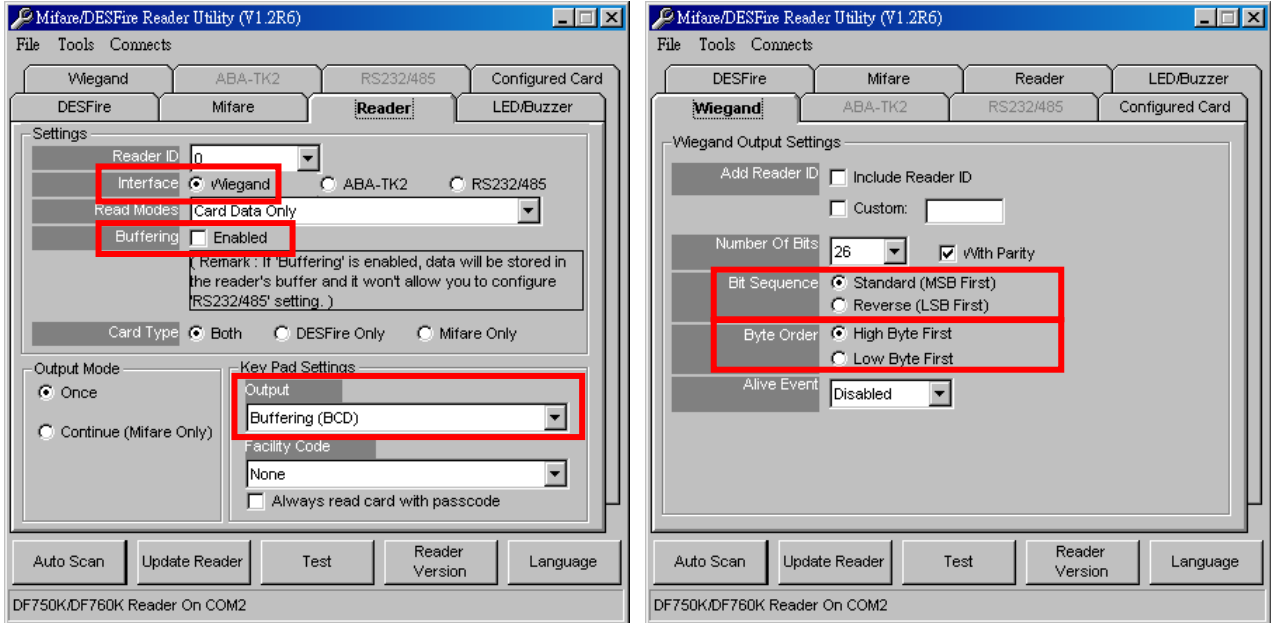 Mifare/DESFire Reader Utility (V1.2R6)
File Tools Connects
Wiegand ABA-TK2 RS232/485 Configured Card
DESFire Mifare Reader LED/Buzzer
Settings
Reader ID 0
Interface Wiegand ABA-TK2 RS232/485
Read Modes Card Data Only
Buffering Enabled
( Remark : If 'Buffering' is enabled, data will be stored in
the reader's buffer and it won't allow you to configure
'RS232/485' setting. )
Card Type Both DESFire Only Mifare Only
Output Mode
Once
Continue (Mifare Only)
Key Pad Settings
Output
Buffering (BCD)
Facility Code
None
Always read card with passcode
Auto Scan Update Reader Test Reader Version Language
DF750K/DF760K Reader On COM2
Mifare/DESFire Reader Utility (V1.2R6)
File Tools Connects
DESFire Mifare Reader LED/Buzzer
Wiegand ABA-TK2 RS232/485 Configured Card
Wiegand Output Settings
Add Reader ID Include Reader ID
Custom:
Number Of Bits 26 With Parity
Bit Sequence Standard (MSB First)
Reverse (LSB First)
Byte Order High Byte First
Low Byte First
Alive Event Disabled
Auto Scan Update Reader Test Reader Version Language
DF750K/DF760K Reader On COM2